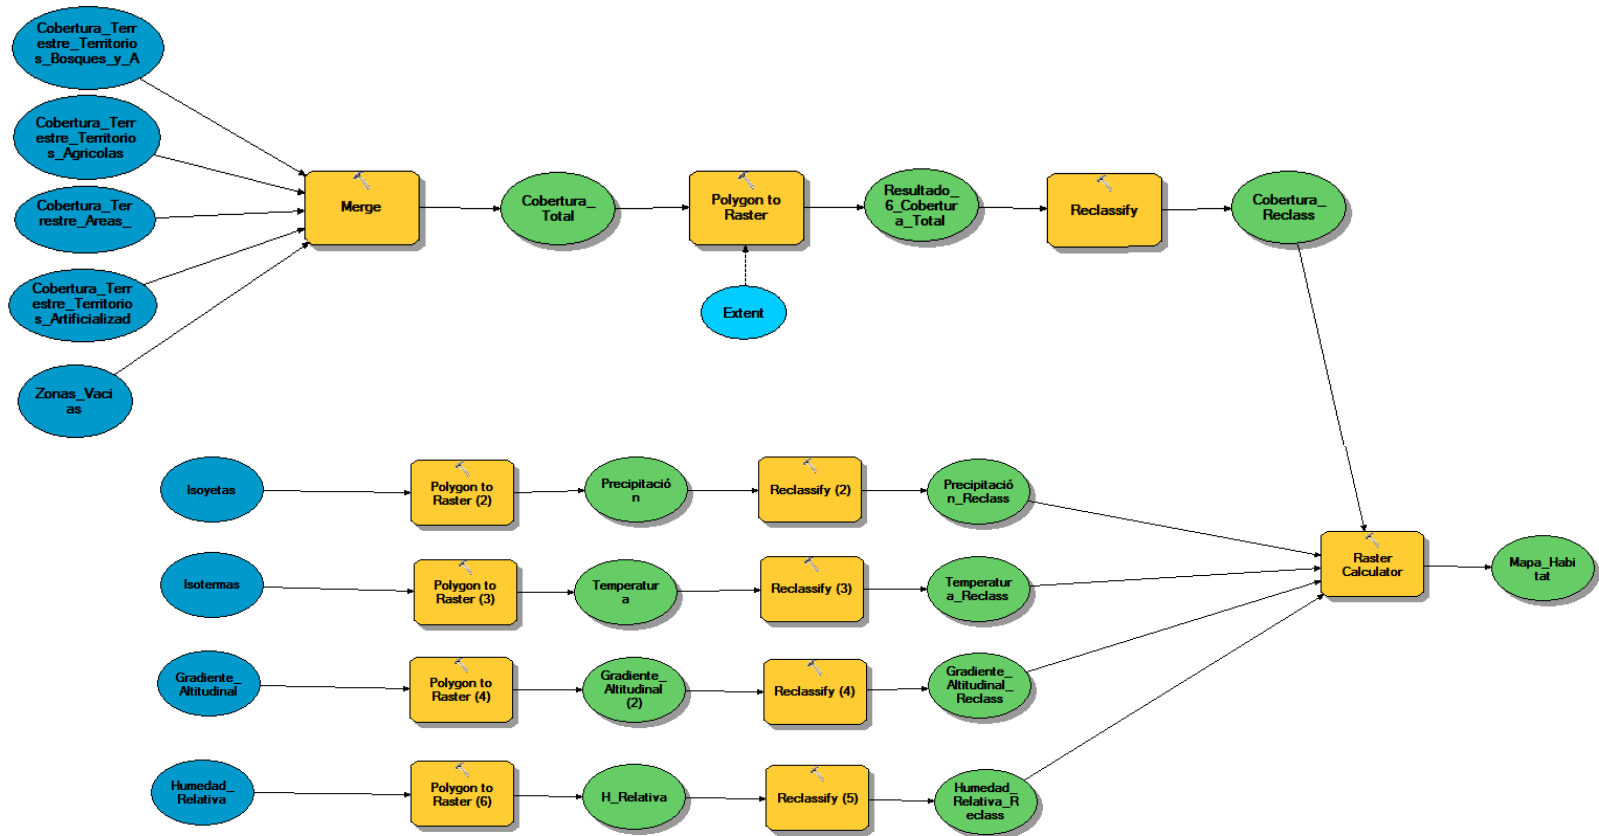 Cobertura_Terr
estre_Territorio
s_Bosques_y_A
Cobertura_Terr
estre_Territorio
s_Agricolas
Cobertura_Ter
restre_Areas_
Cobertura_Terr
estre_Territorio
s_Artificializad
Zonas_Vaci
as
Merge
Cobertura_
Total
Polygon to
Raster
Extent
Resultado_
6_Cobertur
a_Total
Reclassify
Cobertura_
Reclass
Isoyetas
Polygon to
Raster (2)
Precipitació
n
Reclassify (2)
Precipitació
n_Reclass
Isotermas
Polygon to
Raster (3)
Temperatur
a
Reclassify (3)
Temperatur
a_Reclass
Gradiente_
Altitudinal
Polygon to
Raster (4)
Gradiente_
Altitudinal
(2)
Reclassify (4)
Gradiente_
Altitudinal_
Reclass
Humedad_
Relativa
Polygon to
Raster (6)
H_Relativa
Reclassify (5)
Humedad_
Relativa_R
eclass
Raster
Calculator
Mapa_Habi
tat